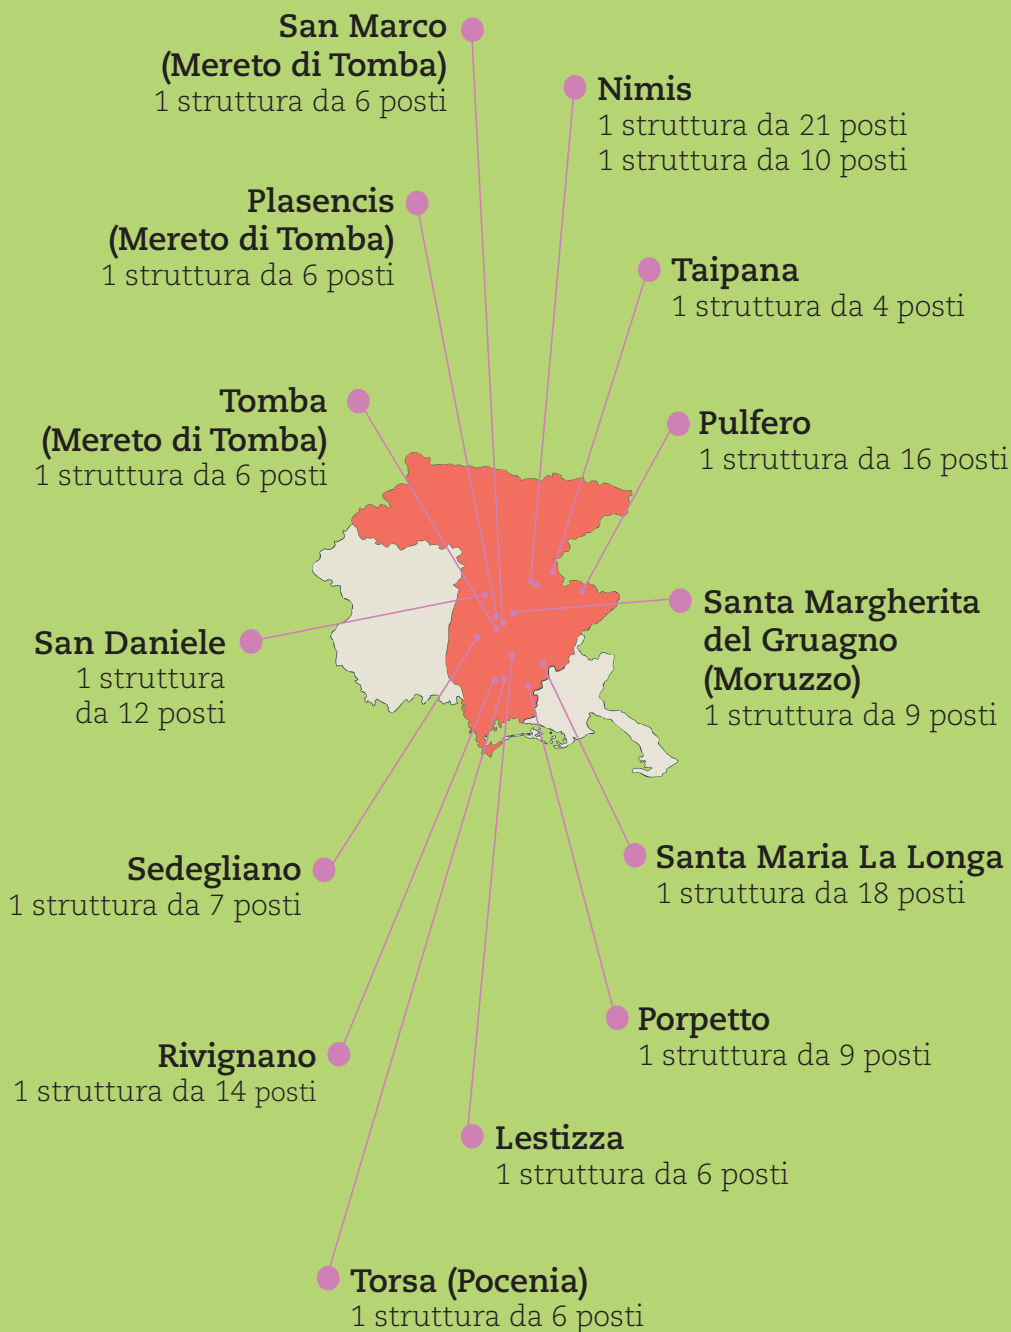 San Marco
(Mereto di Tomba)
1 struttura da 6 posti
Nimis
1 struttura da 21 posti
1 struttura da 10 posti
Plasencis
(Mereto di Tomba)
1 struttura da 6 posti
Taipana
1 struttura da 4 posti
Tomba
(Mereto di Tomba)
1 struttura da 6 posti
Pulfero
1 struttura da 16 posti
San Daniele
1 struttura
da 12 posti
Santa Margherita
del Gruagno
(Moruzzo)
1 struttura da 9 posti
Sedegliano
1 struttura da 7 posti
Santa Maria La Longa
1 struttura da 18 posti
Porpetto
1 struttura da 9 posti
Rivignano
1 struttura da 14 posti
Lestizza
1 struttura da 6 posti
Torsa (Pocenia)
1 struttura da 6 posti